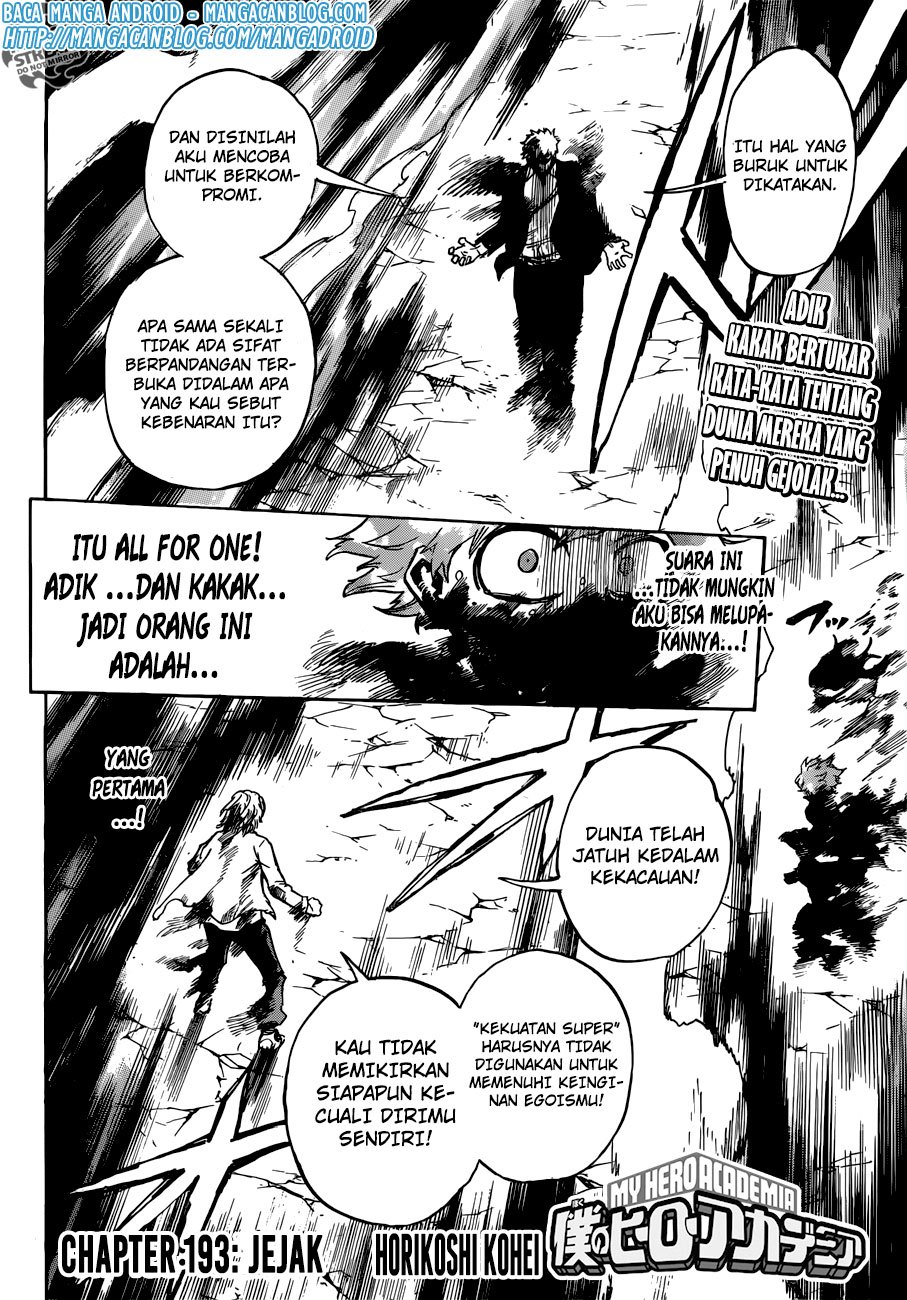 BACA MANGA ANDROID - MANGACANBLOG.COM
HTTP://MANGACANBLOG.COM/MANGADROID
DO NOT MIRROR
ITU HAL YANG
BURUK UNTUK
DIKATAKAN.
DAN DISINILAH
AKU MENCOBA
UNTUK BERKOM-
PROMI.
APA SAMA SEKALI
TIDAK ADA SIFAT
BERPANDANGAN TER-
BUKA DIDALAM APA
YANG KAU SEBUT
KEBENARAN ITU?
ADIK
KAKAK BERTUKAR
KATA-KATA TENTANG
DUNIA MEREKA YANG
PENUH GEJOLAK...
SUARA INI
...TIDAK MUNGKIN
AKU BISA MELUPA-
KANNYA...!
ITU ALL FOR ONE!
ADIK ...DAN KAKAK...
JADI ORANG INI
ADALAH...
フッ...
YANG
PERTAMA
...!
DUNIA TELAH
JATUH KEDALAM
KEKACAUAN!
"KEKUATAN SUPER"
HARUSNYA TIDAK
DIGUNAKAN UNTUK
MEMENUHI KEINGI-
NAN EGOISMU!
KAU TIDAK
MEMIKIRKAN
SIAPAPUN KE-
CUALI DIRIMU
SENDIRI!
MY HERO ACADEMIA
僕のヒーローアカデミア
CHAPTER 193: JEJAK
HORIKOSHI KOHEI